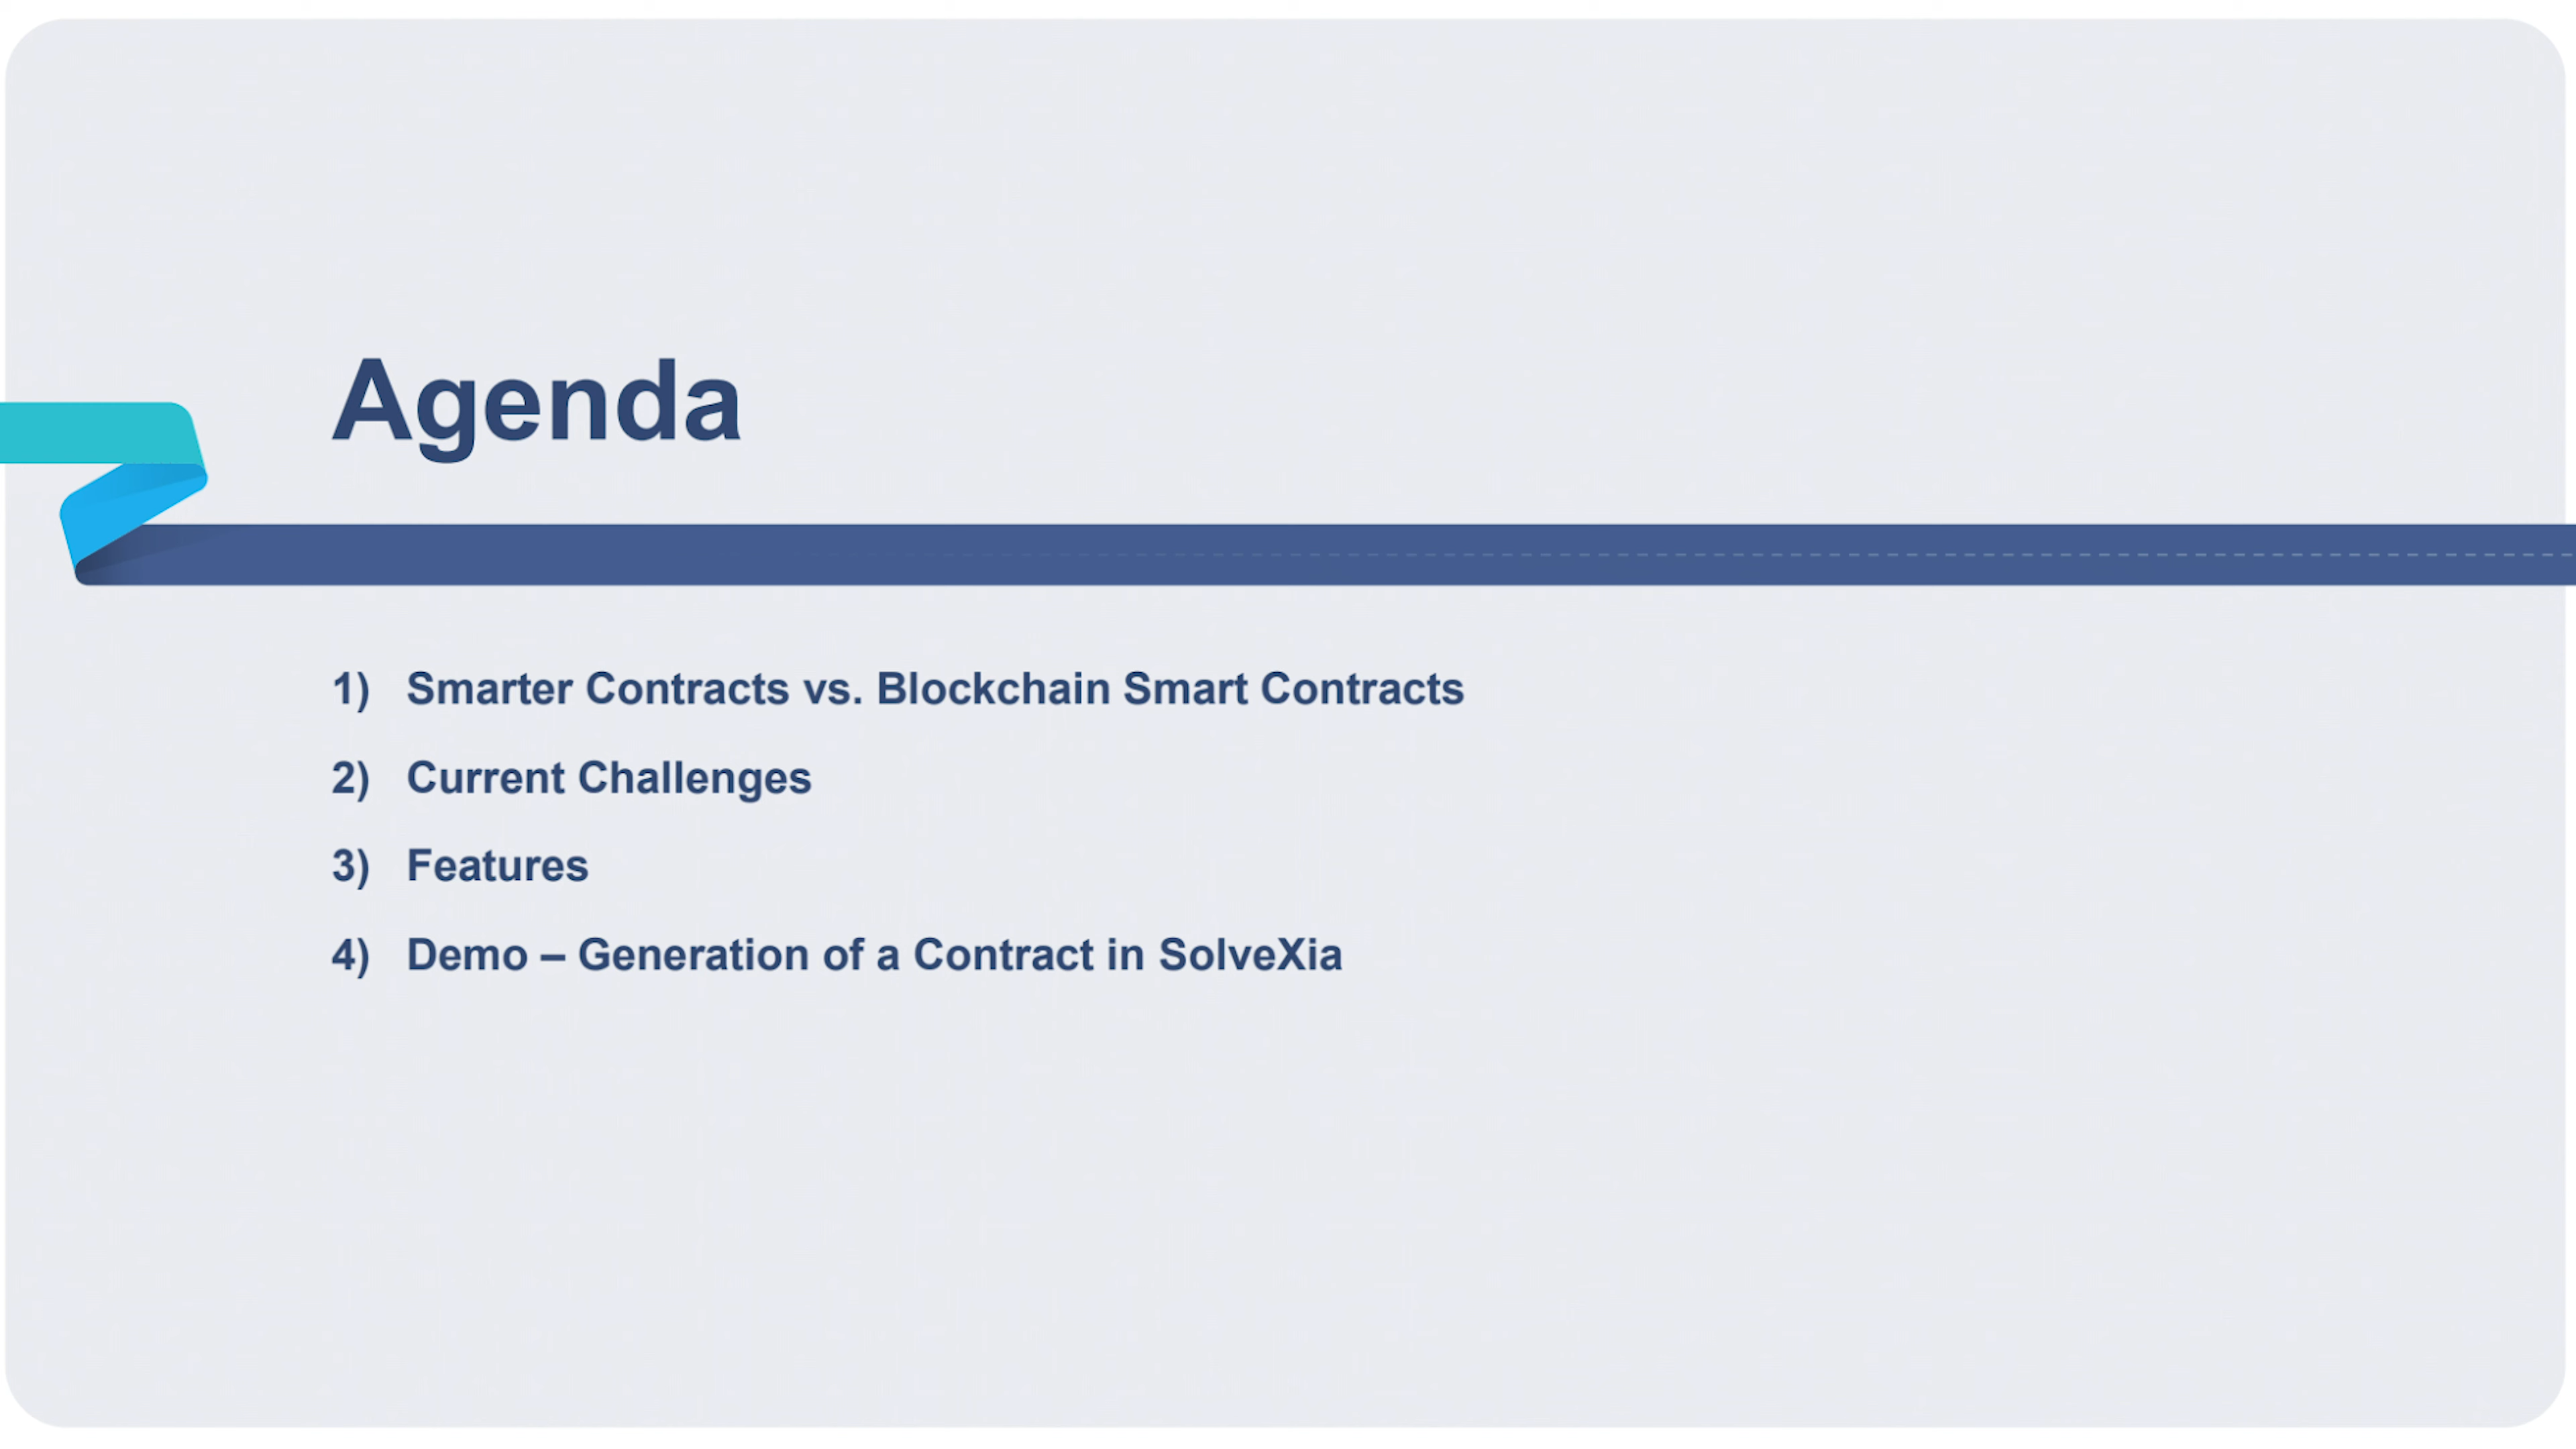 Agenda
1) Smarter Contracts vs. Blockchain Smart Contracts
2) Current Challenges
3) Features
4) Demo – Generation of a Contract in SolveXia